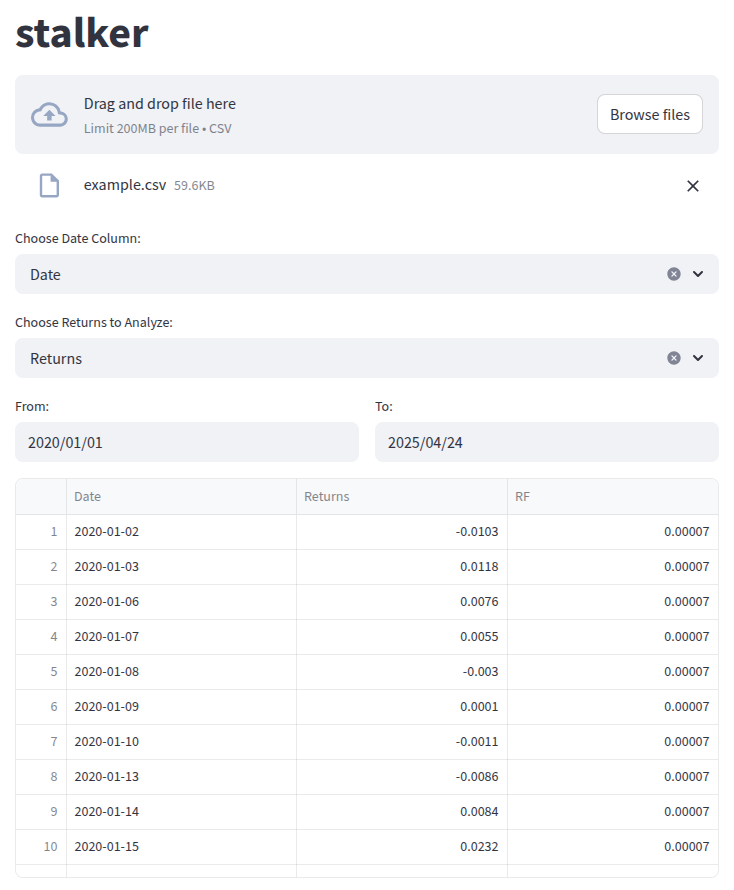 stalker
Drag and drop file here
Limit 200MB per file • CSV
Browse files
example.csv 59.6KB
Choose Date Column:
Date
Choose Returns to Analyze:
Returns
From: To:
2020/01/01 2025/04/24
Date Returns RF
1 2020-01-02 -0.0103 0.00007
2 2020-01-03 0.0118 0.00007
3 2020-01-06 0.0076 0.00007
4 2020-01-07 0.0055 0.00007
5 2020-01-08 -0.003 0.00007
6 2020-01-09 0.0001 0.00007
7 2020-01-10 -0.0011 0.00007
8 2020-01-13 -0.0086 0.00007
9 2020-01-14 0.0084 0.00007
10 2020-01-15 0.0232 0.00007